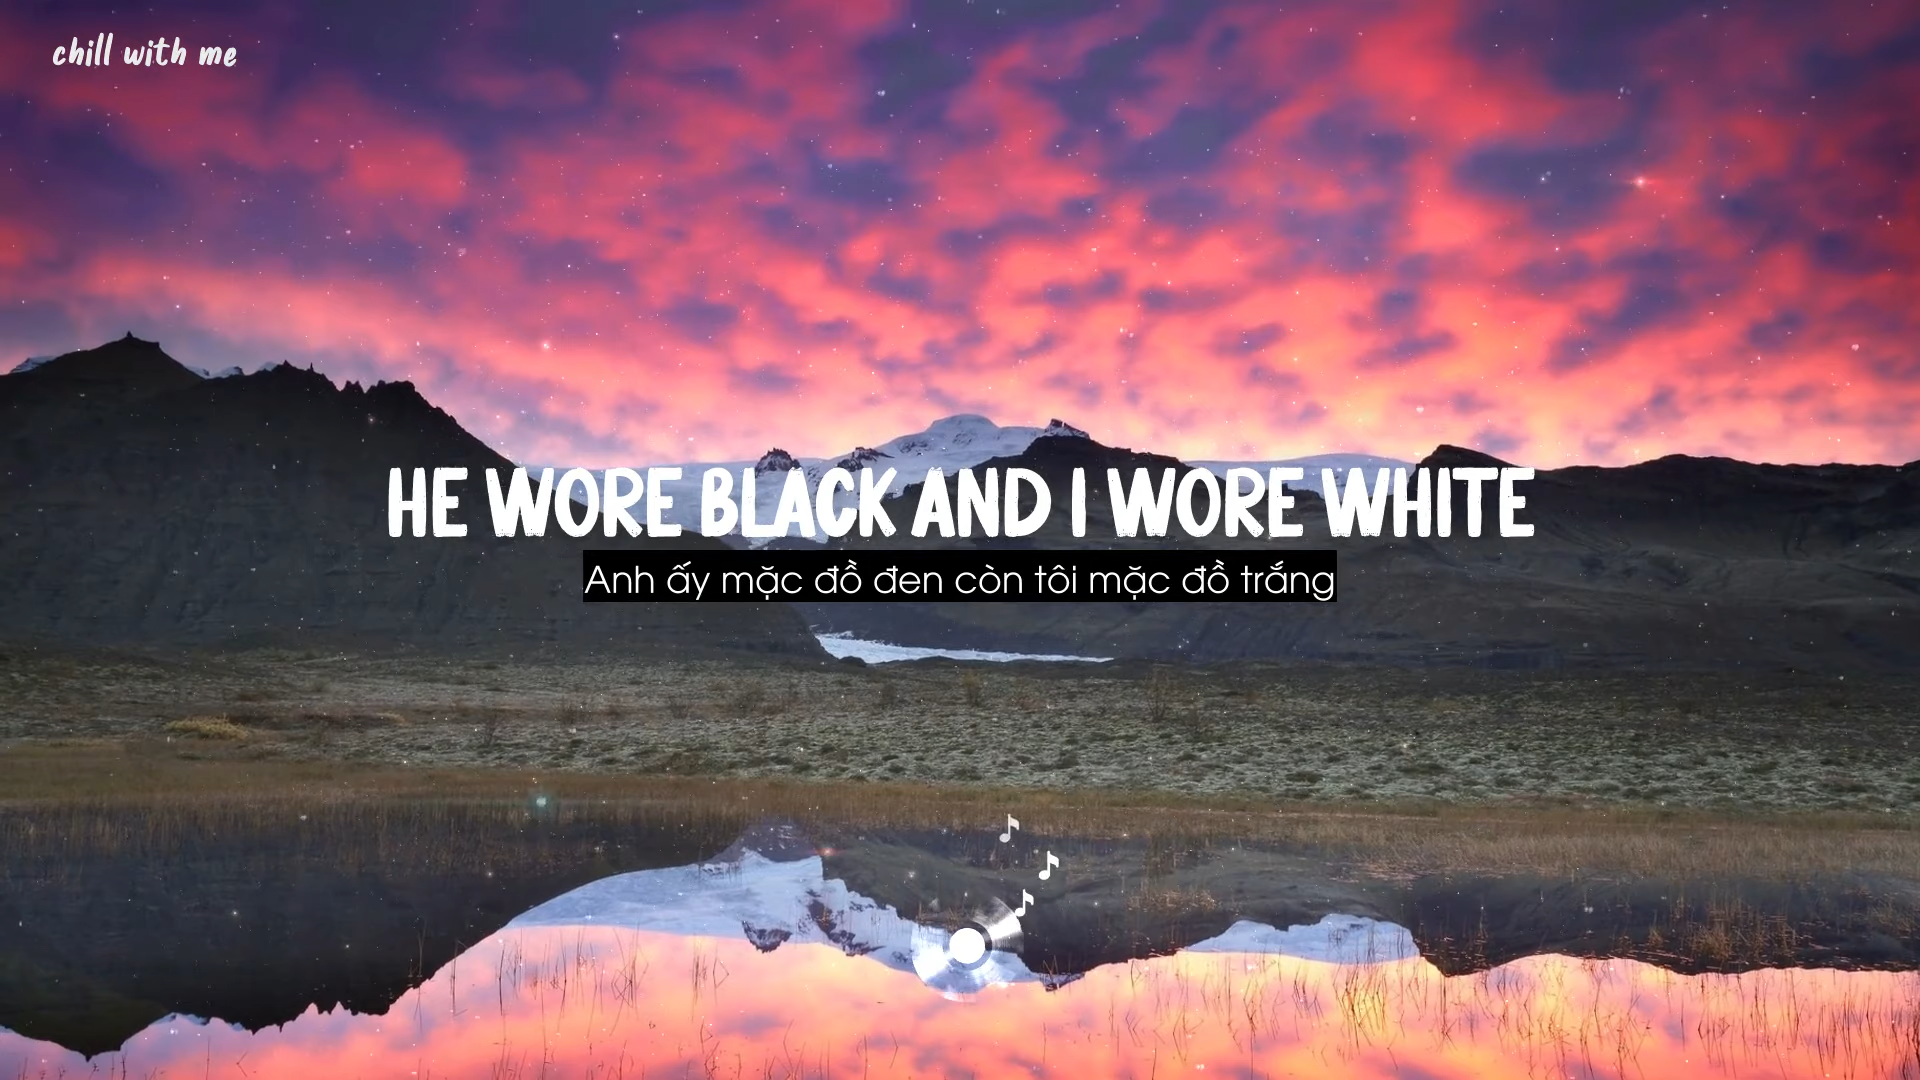 chill with me
HE WORE BLACK AND I WORE WHITE
Anh ấy mặc đồ đen còn tôi mặc đồ trắng